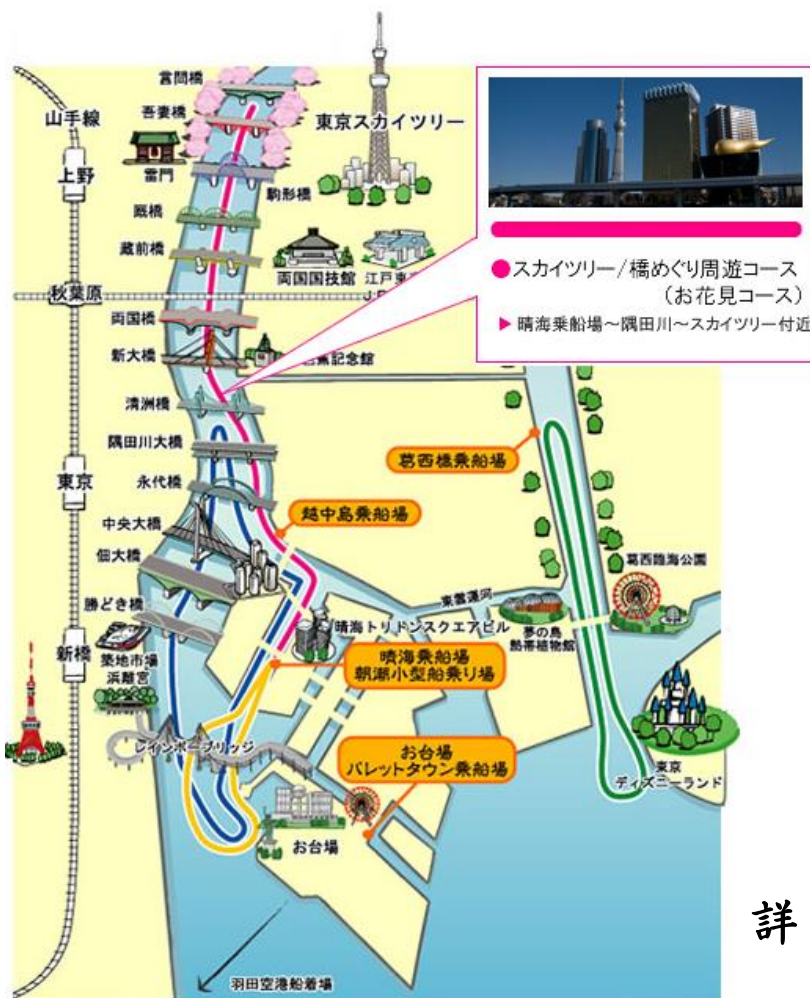 言問橋
吾妻橋
山手線
東京スカイツリー
雷門
上野
駒形橋
厩橋
蔵前橋
両国国技館
江戸東
秋葉原
両国橋
新大橋
記念館
清洲橋
隅田川大橋
永代橋
東京
中央大橋
佃大橋
勝どき橋
新橋
築地市場
浜離宮
スカイツリー/橋めぐり周遊コース
(お花見コース)
▶ 晴海乗船場～隅田川～スカイツリー付近
葛西橋乗船場
越中島乗船場
葛西臨海公園
東雲運河
晴海トリトンスクエアビル
夢の島
熱帯植物館
晴海乗船場
朝潮小型船乗り場
レインボーブリッジ
お台場
パレットタウン乗船場
東京
ディズニーランド
お台場
羽田空港船着場
詳